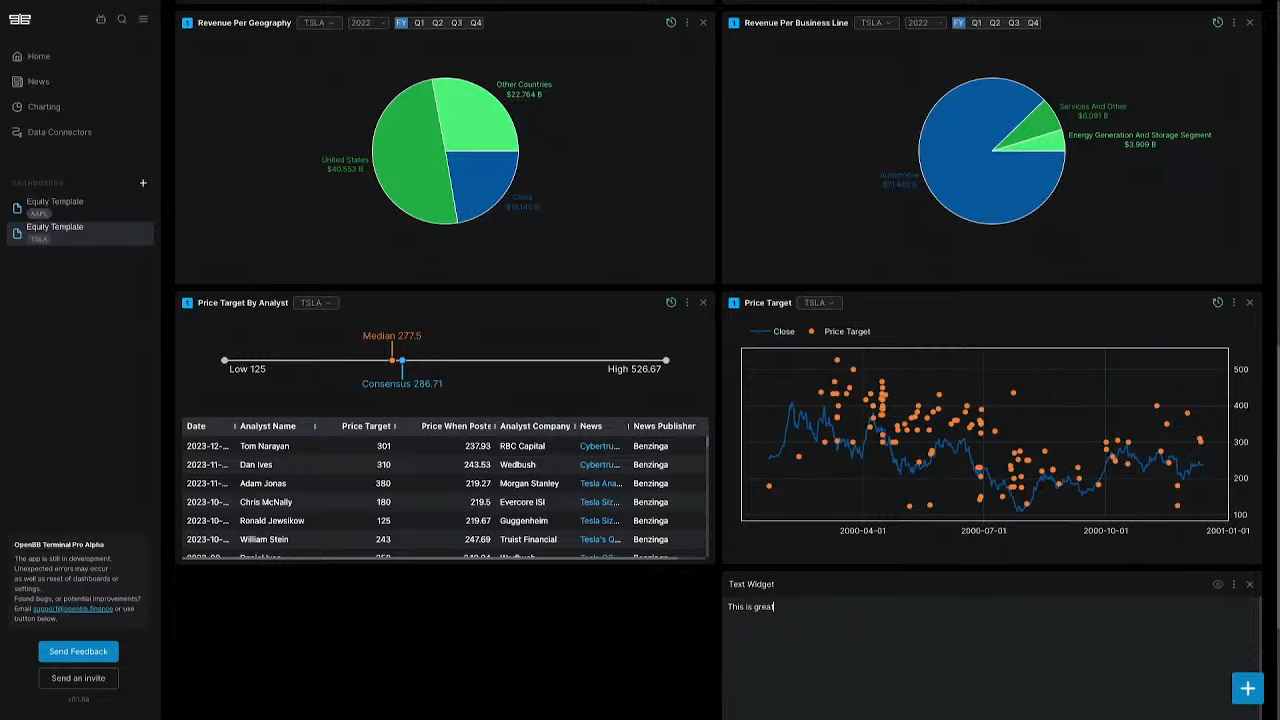 Home
News
Charting
Data Connectors
DASHBOARDS
Equity Template
AAPL
Equity Template
TSLA
OpenBB Terminal Pro Alpha
The app is still in development.
Unexpected errors may occur
as well as reset of dashboards or
settings.
Found bugs, or potential improvements?
Email support@openbb.finance or use
button below.
Send Feedback
Send an invite
1 Revenue Per Geography TSLA 2022 FY Q1 Q2 Q3 Q4
Other Countries
$22.764 B
United States
$40.553 B
China
1 Revenue Per Business Line TSLA 2022 FY Q1 Q2 Q3 Q4
Services And Other
$6.091 B
Energy Generation And Storage Segment
$3.909 B
Automotive
1 Price Target By Analyst TSLA
Median 277.5
Low 125 High 526.67
Consensus 286.71
Date Analyst Name Price Target Price When Poste Analyst Company News News Publisher
2023-12-... Tom Narayan 301 237.93 RBC Capital Cybertru... Benzinga
2023-11-... Dan Ives 310 243.53 Wedbush Cybertru... Benzinga
2023-11-... Adam Jonas 380 219.27 Morgan Stanley Tesla Ana... Benzinga
2023-10-... Chris McNally 180 219.5 Evercore ISI Tesla Siz... Benzinga
2023-10-... Ronald Jewsikow 125 219.67 Guggenheim Tesla Siz... Benzinga
2023-10-... William Stein 243 247.69 Truist Financial Tesla's Q... Benzinga
1 Price Target TSLA
Close Price Target
500
400
300
200
100
2000-04-01 2000-07-01 2000-10-01 2001-01-01
Text Widget
This is great